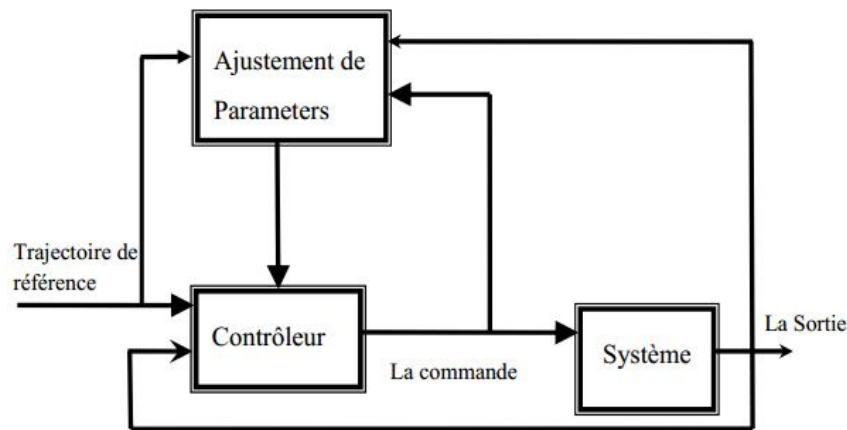 Ajustement de
Parameters
Trajectoire de
référence
Contrôleur
La commande
Système
La Sortie